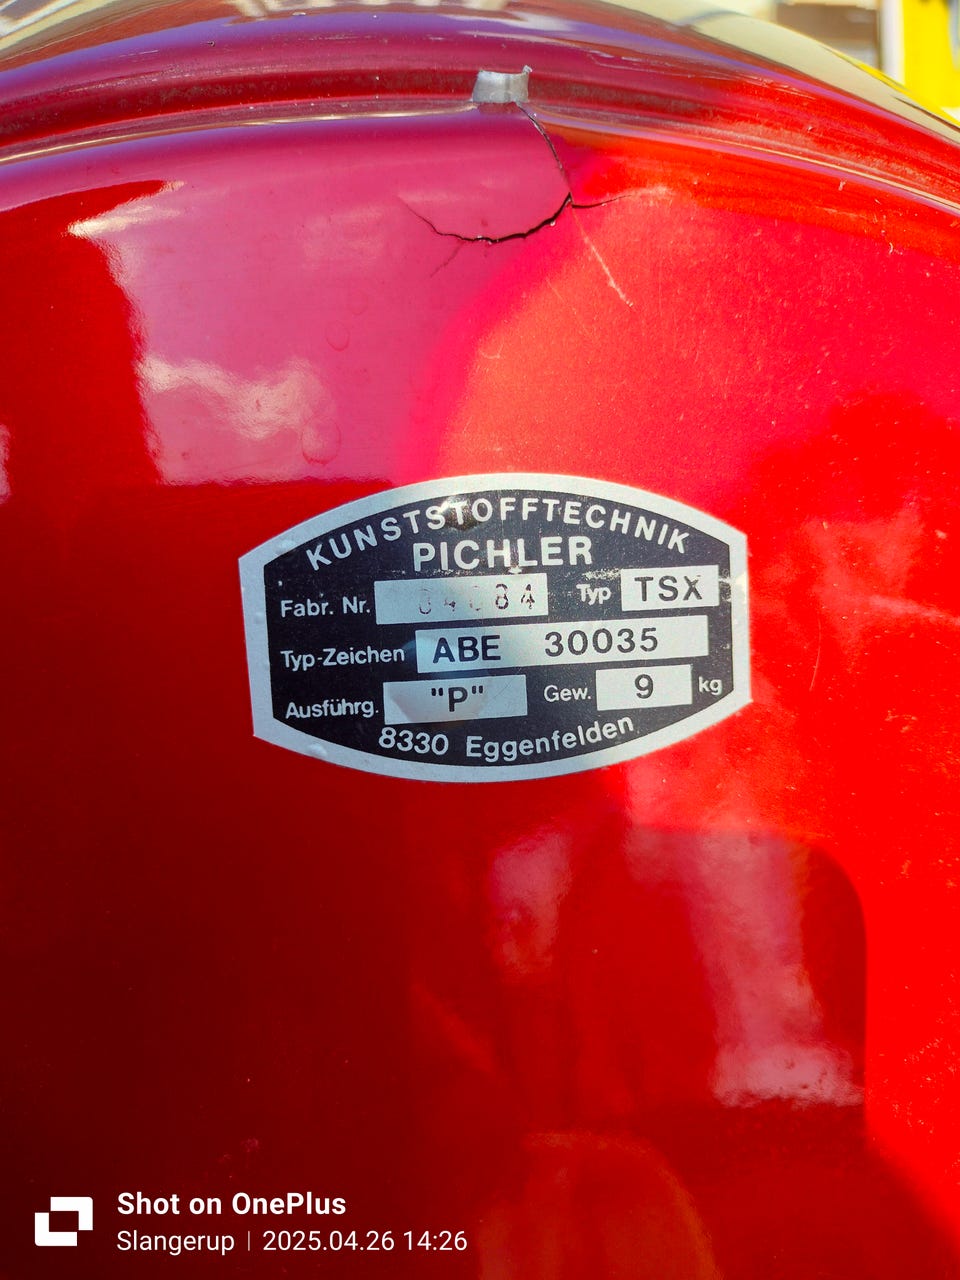 KUNSTSTOFFTECHNIK
PICHLER
Fabr. Nr. Typ TSX
Typ-Zeichen ABE 30035
Ausführg. "P" Gew. 9 kg
8330 Eggenfelden
Shot on OnePlus
Slangerup | 2025.04.26 14:26